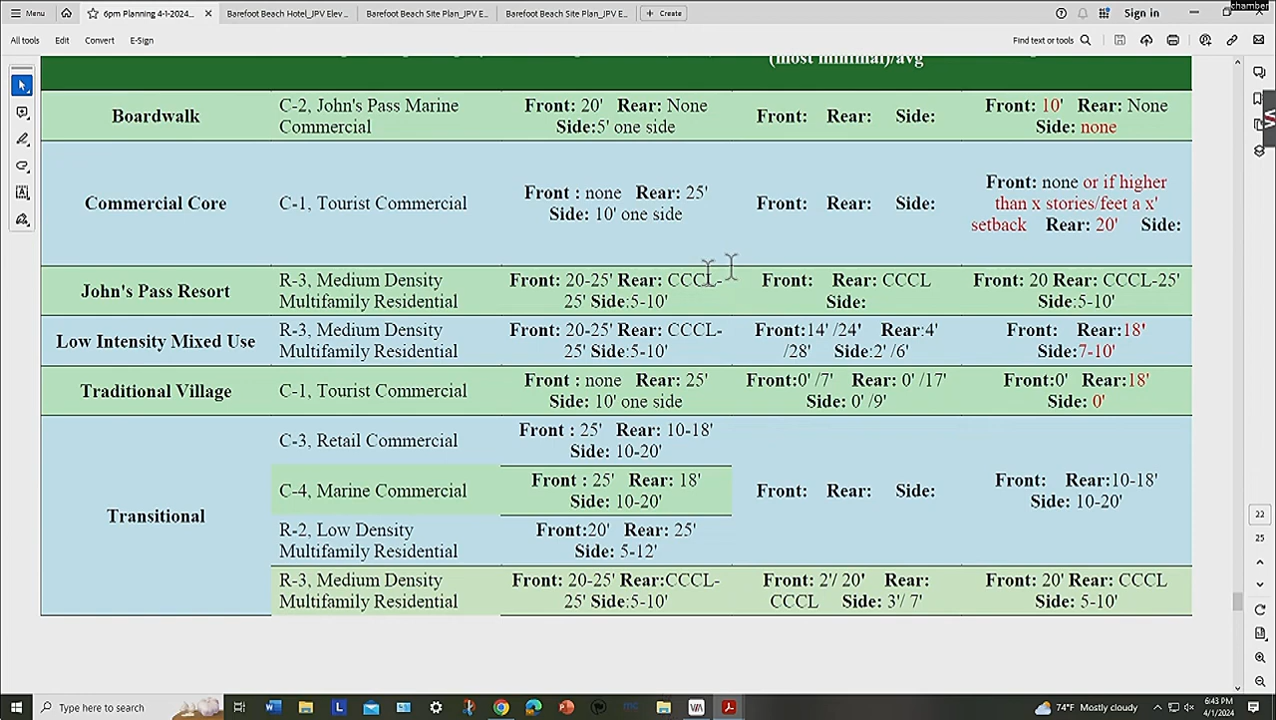 chamber
Menu
6pm Planning 4-1-2024...
Barefoot Beach Hotel_JPV Elev ...
Barefoot Beach Site Plan_JPV E...
Barefoot Beach Site Plan_JPV E...
+ Create
Sign in
All tools Edit Convert E-Sign
Find text or tools
(most minimal)/avg
Boardwalk
C-2, John's Pass Marine
Commercial
Front: 20' Rear: None
Side:5' one side
Front: Rear: Side:
Front: 10' Rear: None
Side: none
Commercial Core
C-1, Tourist Commercial
Front : none Rear: 25'
Side: 10' one side
Front: Rear: Side:
Front: none or if higher
than x stories/feet a x'
setback Rear: 20' Side:
John's Pass Resort
R-3, Medium Density
Multifamily Residential
Front: 20-25' Rear: CCCL-
25' Side:5-10'
Front: Rear: CCCL
Side:
Front: 20 Rear: CCCL-25'
Side:5-10'
Low Intensity Mixed Use
R-3, Medium Density
Multifamily Residential
Front: 20-25' Rear: CCCL-
25' Side:5-10'
Front:14' /24' Rear:4'
/28' Side:2' /6'
Front: Rear:18'
Side:7-10'
Traditional Village
C-1, Tourist Commercial
Front : none Rear: 25'
Side: 10' one side
Front:0' /7' Rear: 0' /17'
Side: 0' /9'
Front:0' Rear:18'
Side: 0'
Transitional
C-3, Retail Commercial
Front : 25' Rear: 10-18'
Side: 10-20'
C-4, Marine Commercial
Front : 25' Rear: 18'
Side: 10-20'
R-2, Low Density
Multifamily Residential
Front:20' Rear: 25'
Side: 5-12'
Front: Rear: Side:
Front: Rear:10-18'
Side: 10-20'
R-3, Medium Density
Multifamily Residential
Front: 20-25' Rear:CCCL-
25' Side:5-10'
Front: 2'/ 20' Rear:
CCCL Side: 3'/ 7'
Front: 20' Rear: CCCL
Side: 5-10'
22
25
Type here to search
74°F Mostly cloudy
6:43 PM
4/1/2024